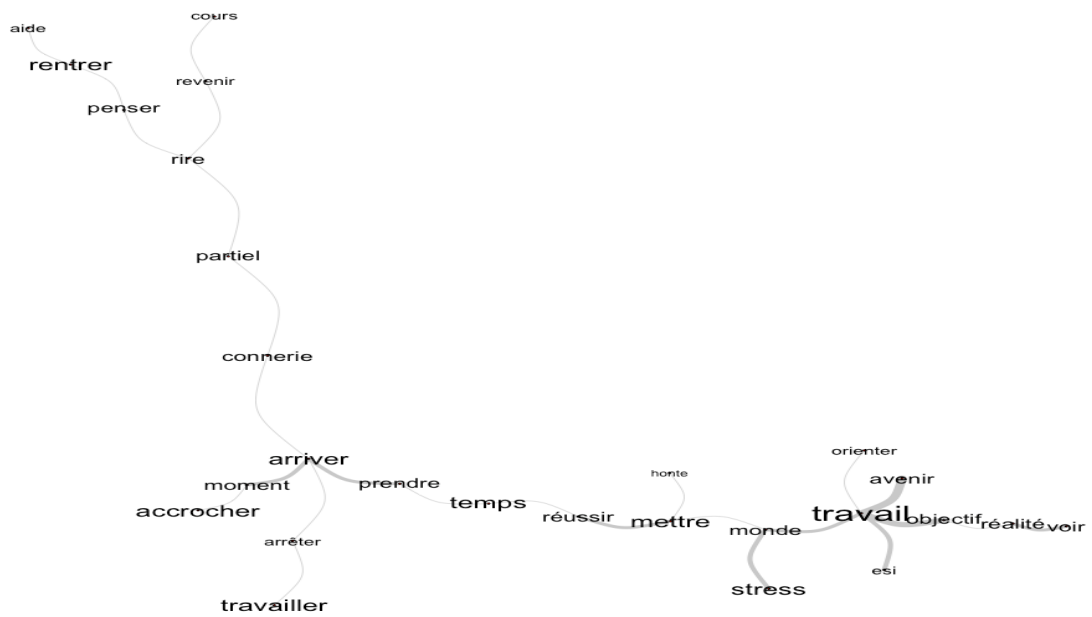 cours
aide
rentrer
revenir
penser
rire
partiel
connerie
orienter
arriver
honte
avenir
moment
prendre
temps
accrocher
travail
réussir
mettre
objectif
réalité
voir
monde
arrêter
esi
stress
travailler